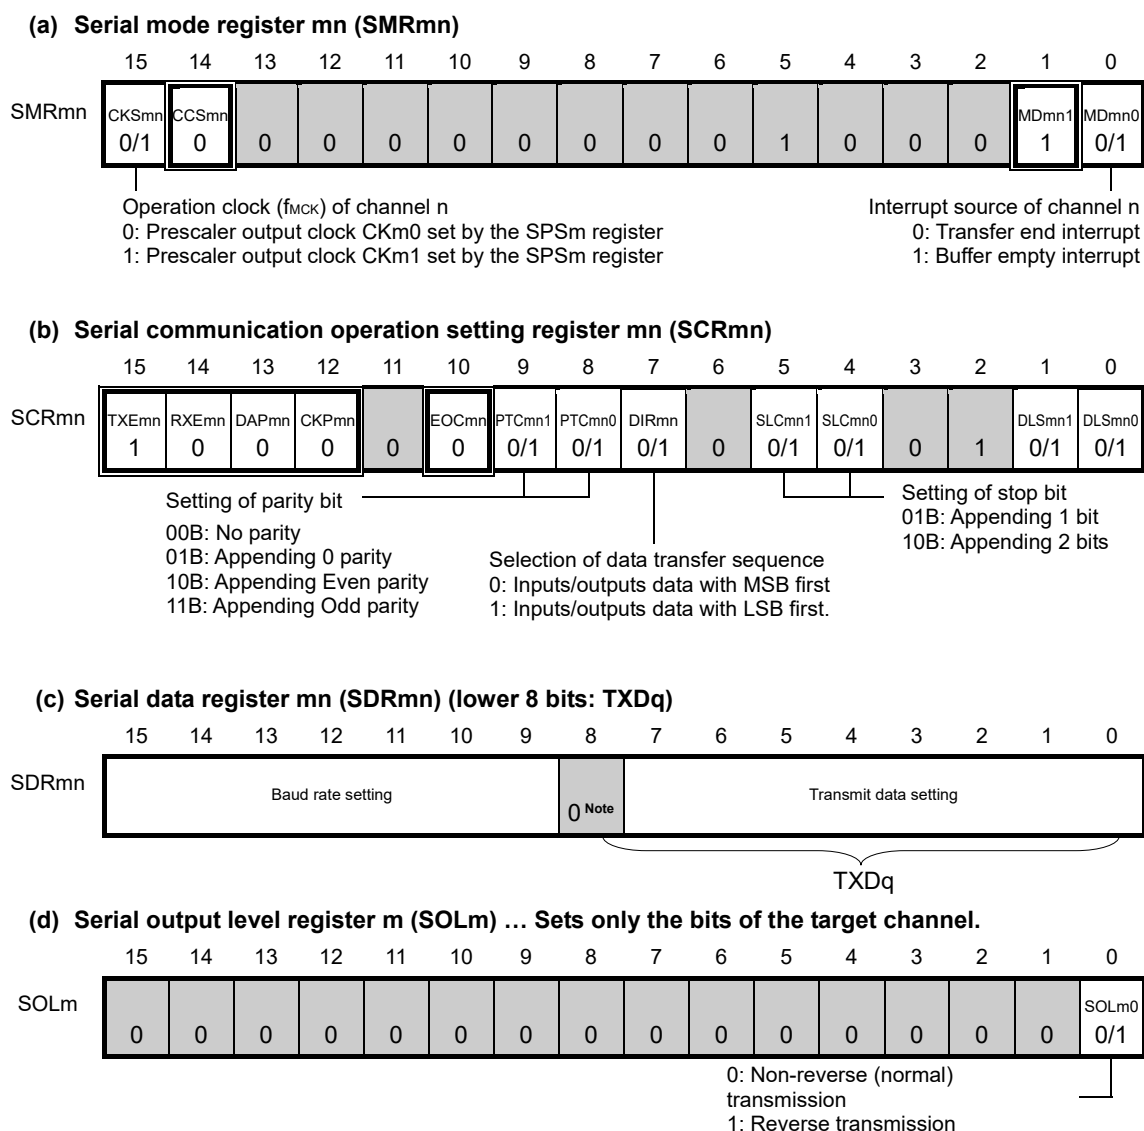 (a) Serial mode register mn (SMRmn)
15 14 13 12 11 10 9 8 7 6 5 4 3 2 1 0
SMRmn
CKSmn CCSmn MDmn1 MDmn0
0/1 0 0 0 0 0 0 0 0 0 1 0 0 0 1 0/1
Operation clock (fMCK) of channel n
0: Prescaler output clock CKm0 set by the SPSm register
1: Prescaler output clock CKm1 set by the SPSm register
Interrupt source of channel n
0: Transfer end interrupt
1: Buffer empty interrupt
(b) Serial communication operation setting register mn (SCRmn)
15 14 13 12 11 10 9 8 7 6 5 4 3 2 1 0
SCRmn
TXEmn RXEmn DAPmn CKPmn EOCmn PTCmn1 PTCmn0 DIRmn SLCmn1 SLCmn0 DLSmn1 DLSmn0
1 0 0 0 0 0 0/1 0/1 0/1 0 0/1 0/1 0 1 0/1 0/1
Setting of parity bit
00B: No parity
01B: Appending 0 parity
10B: Appending Even parity
11B: Appending Odd parity
Selection of data transfer sequence
0: Inputs/outputs data with MSB first
1: Inputs/outputs data with LSB first.
Setting of stop bit
01B: Appending 1 bit
10B: Appending 2 bits
(c) Serial data register mn (SDRmn) (lower 8 bits: TXDq)
15 14 13 12 11 10 9 8 7 6 5 4 3 2 1 0
SDRmn
Baud rate setting
0 Note
Transmit data setting
TXDq
(d) Serial output level register m (SOLm) … Sets only the bits of the target channel.
15 14 13 12 11 10 9 8 7 6 5 4 3 2 1 0
SOLm
SOLm0
0 0 0 0 0 0 0 0 0 0 0 0 0 0 0 0/1
0: Non-reverse (normal)
transmission
1: Reverse transmission